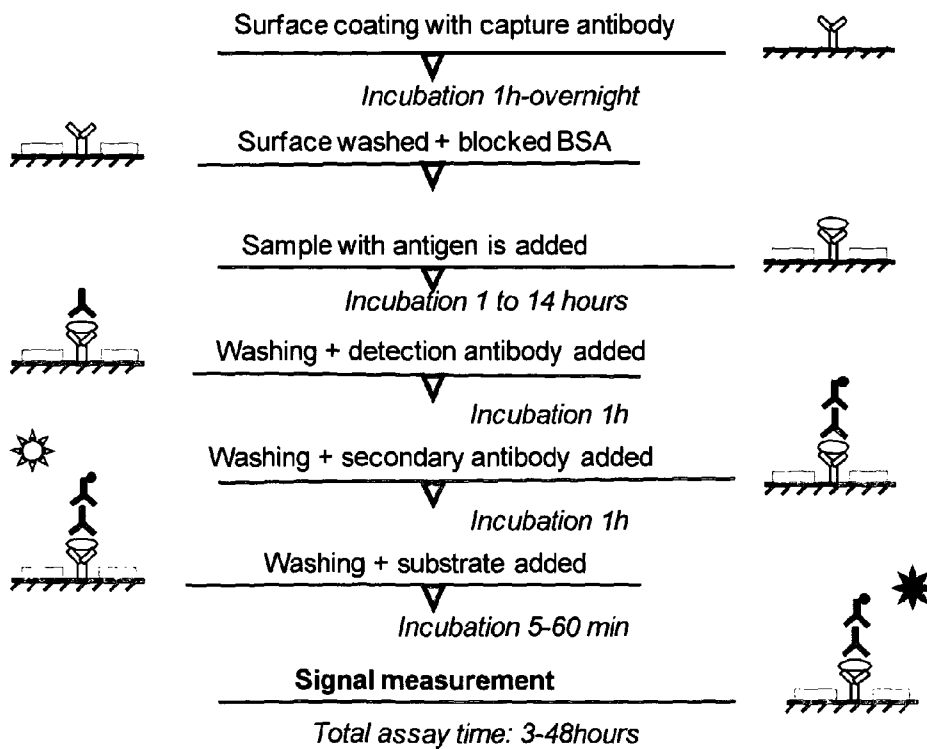 Surface coating with capture antibody
Incubation 1h-overnight
Surface washed + blocked BSA
Sample with antigen is added
Incubation 1 to 14 hours
Washing + detection antibody added
Incubation 1h
Washing + secondary antibody added
Incubation 1h
Washing + substrate added
Incubation 5-60 min
Signal measurement
Total assay time: 3-48hours